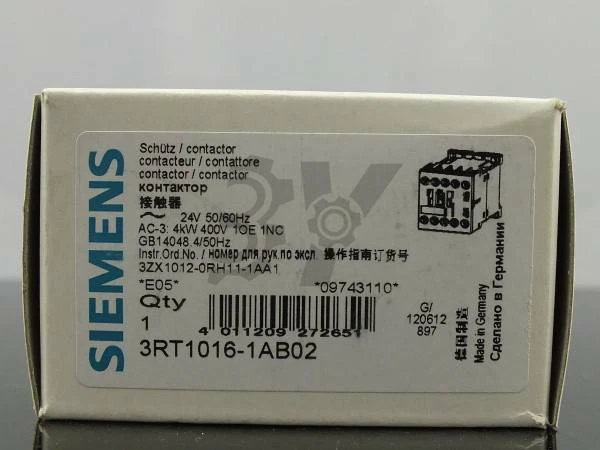 SIEMENS
Schütz / contactor
contacteur / contattore
contactor / contactor
контактор
接触器
~ 24V 50/60Hz
AC-3: 4kW 400V 1OE 1NC
GB14048.4/50Hz
Instr.Ord.No. / номер для рук.по эксл. 操作指南订货号
3ZX1012-0RH11-1AA1
*E05* *09743110*
Qty
1
4 011209 272651
3RT1016-1AB02
G/
120612
897
德国制造
Made in Germany
Сделано в Германии